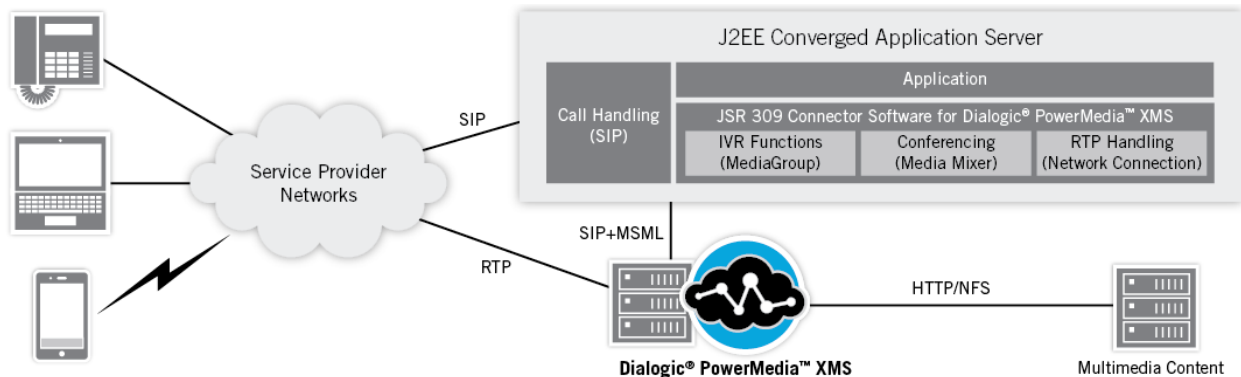 J2EE Converged Application Server
Application
Call Handling
(SIP)
JSR 309 Connector Software for Dialogic® PowerMedia™ XMS
IVR Functions
(MediaGroup)
Conferencing
(Media Mixer)
RTP Handling
(Network Connection)
SIP
Service Provider
Networks
SIP+MSML
RTP
HTTP/NFS
Dialogic® PowerMedia™ XMS
Multimedia Content